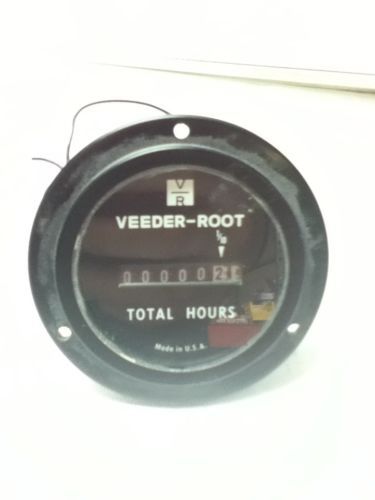 V
R
VEEDER-ROOT
1/10
000002
TOTAL HOURS
Made in U.S.A.